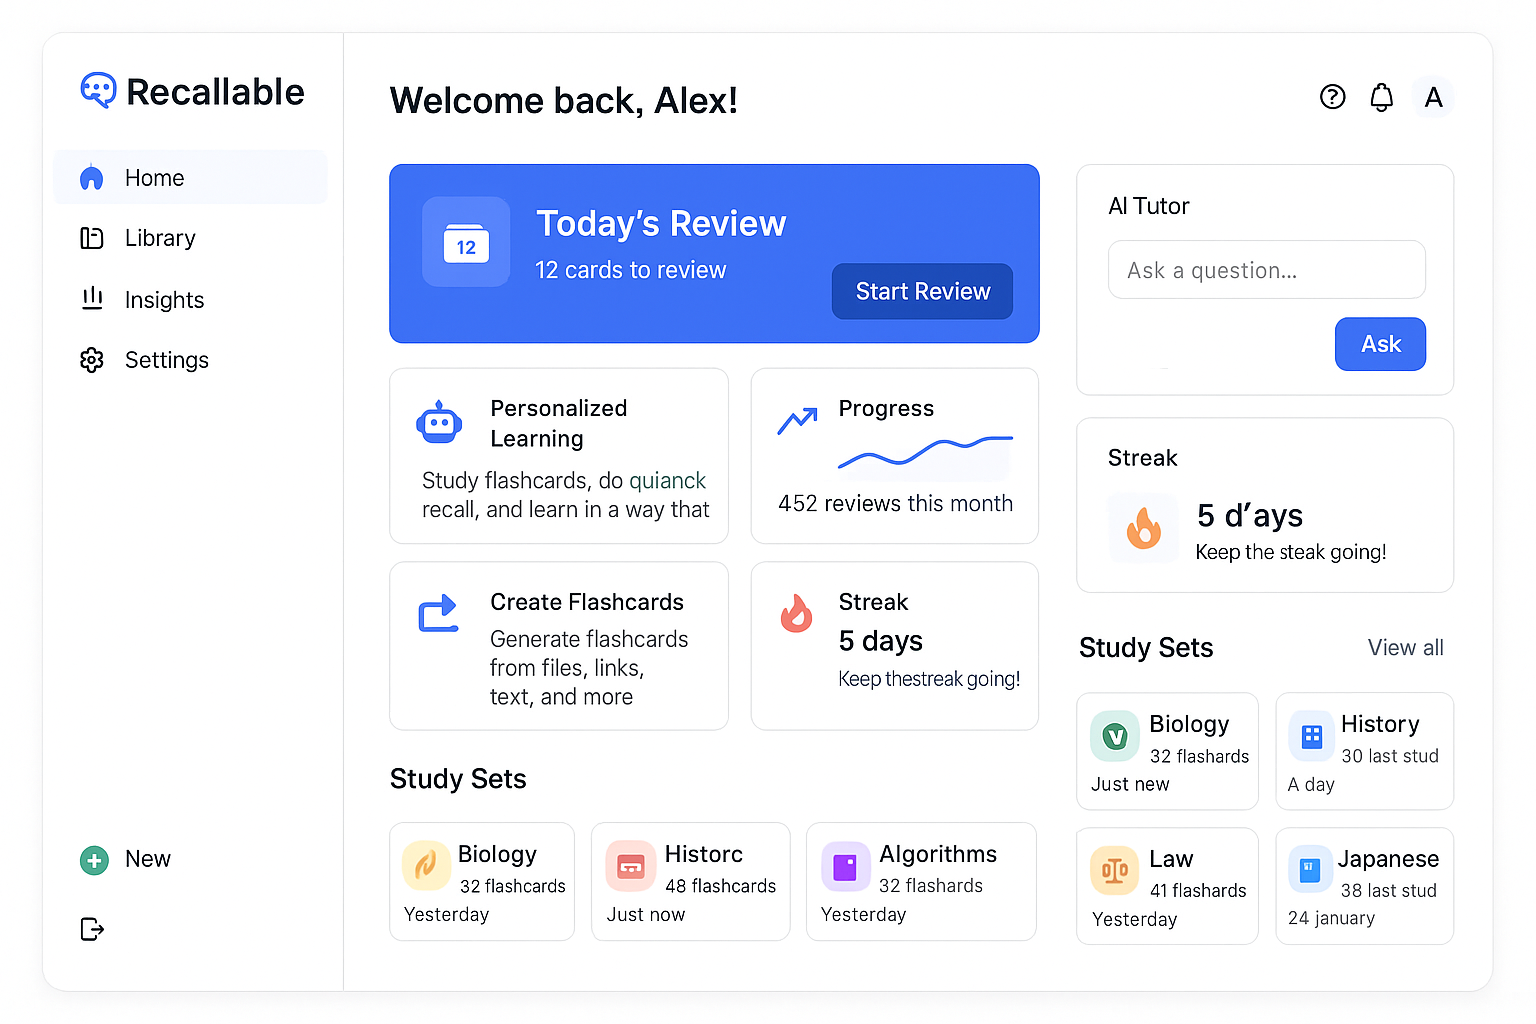 Recallable
Home
Library
Insights
Settings
New
Welcome back, Alex!
A
12
Today's Review
12 cards to review
Start Review
Personalized
Learning
Study flashcards, do quianck
recall, and learn in a way that
Progress
452 reviews this month
Create Flashcards
Generate flashcards
from files, links,
text, and more
Streak
5 days
Keep thestreak going!
Study Sets
Biology
32 flashcards
Yesterday
Historc
48 flashcards
Just now
Algorithms
32 flashards
Yesterday
AI Tutor
Ask a question...
Ask
Streak
5 d'ays
Keep the steak going!
Study Sets
View all
V
Biology
32 flashards
Just new
History
30 last stud
A day
Law
41 flashards
Yesterday
Japanese
38 last stud
24 january